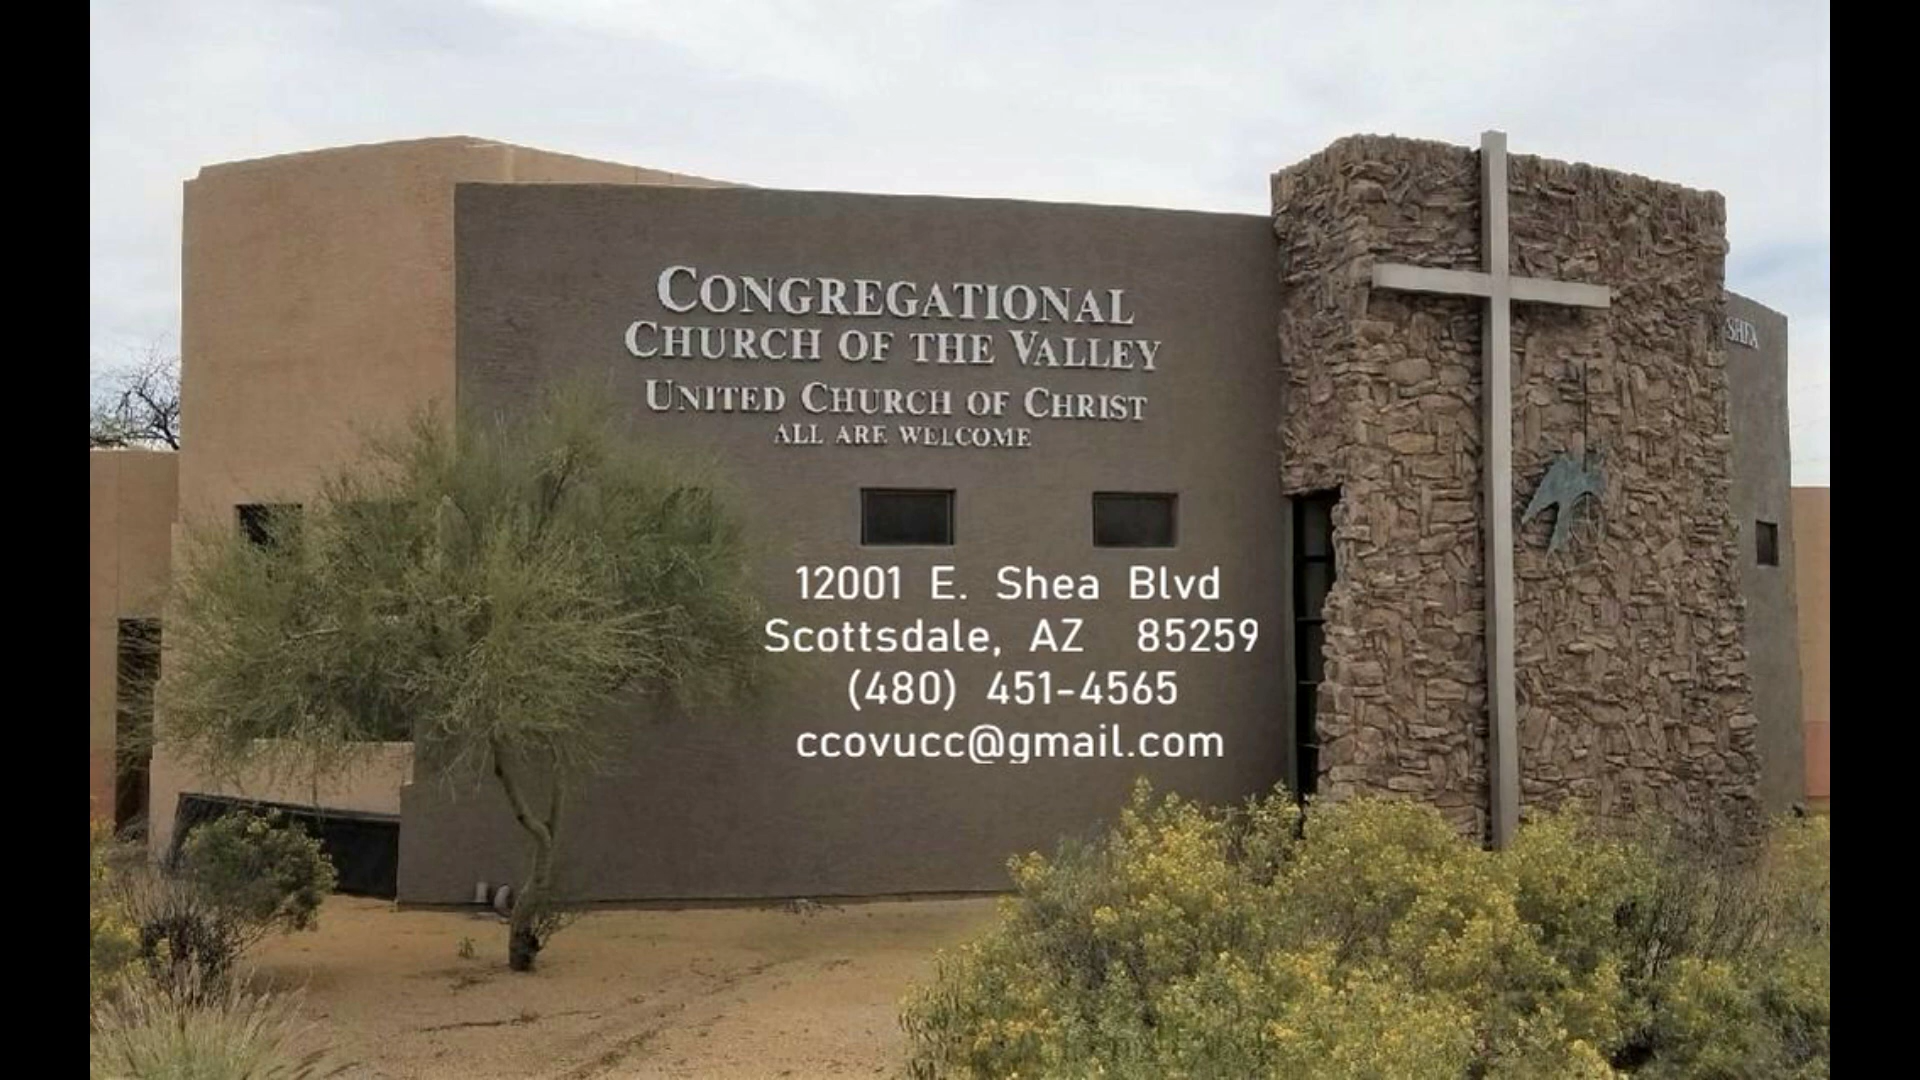 CONGREGATIONAL
CHURCH OF THE VALLEY
UNITED CHURCH OF CHRIST
ALL ARE WELCOME
SHEA
12001 E. Shea Blvd
Scottsdale, AZ 85259
(480) 451-4565
ccovucc@gmail.com